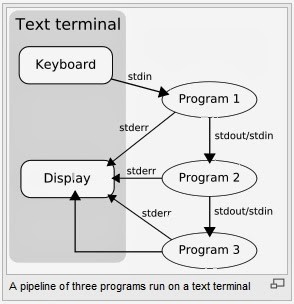 Text terminal
Keyboard
stdin
Program 1
stderr
stdout/stdin
stderr
Display
Program 2
stdout/stdin
stderr
Program 3
A pipeline of three programs run on a text terminal